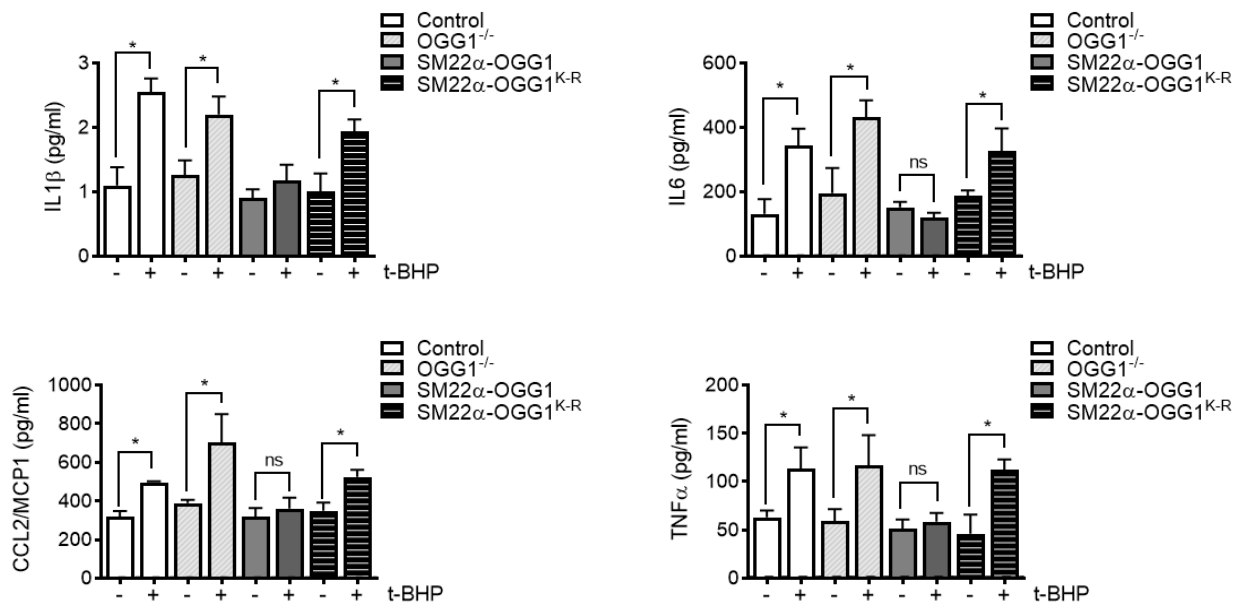 Control
OGG1⁻/⁻
SM22α-OGG1
SM22α-OGG1ᴷ⁻ᴿ
IL1β (pg/ml)
3
2
1
0
* * *
- + - + - + - + t-BHP
Control
OGG1⁻/⁻
SM22α-OGG1
SM22α-OGG1ᴷ⁻ᴿ
IL6 (pg/ml)
600
400
200
0
* * ns *
- + - + - + - + t-BHP
Control
OGG1⁻/⁻
SM22α-OGG1
SM22α-OGG1ᴷ⁻ᴿ
CCL2/MCP1 (pg/ml)
1000
800
600
400
200
0
* * ns *
- + - + - + - + t-BHP
Control
OGG1⁻/⁻
SM22α-OGG1
SM22α-OGG1ᴷ⁻ᴿ
TNFα (pg/ml)
200
150
100
50
0
* * ns *
- + - + - + - + t-BHP